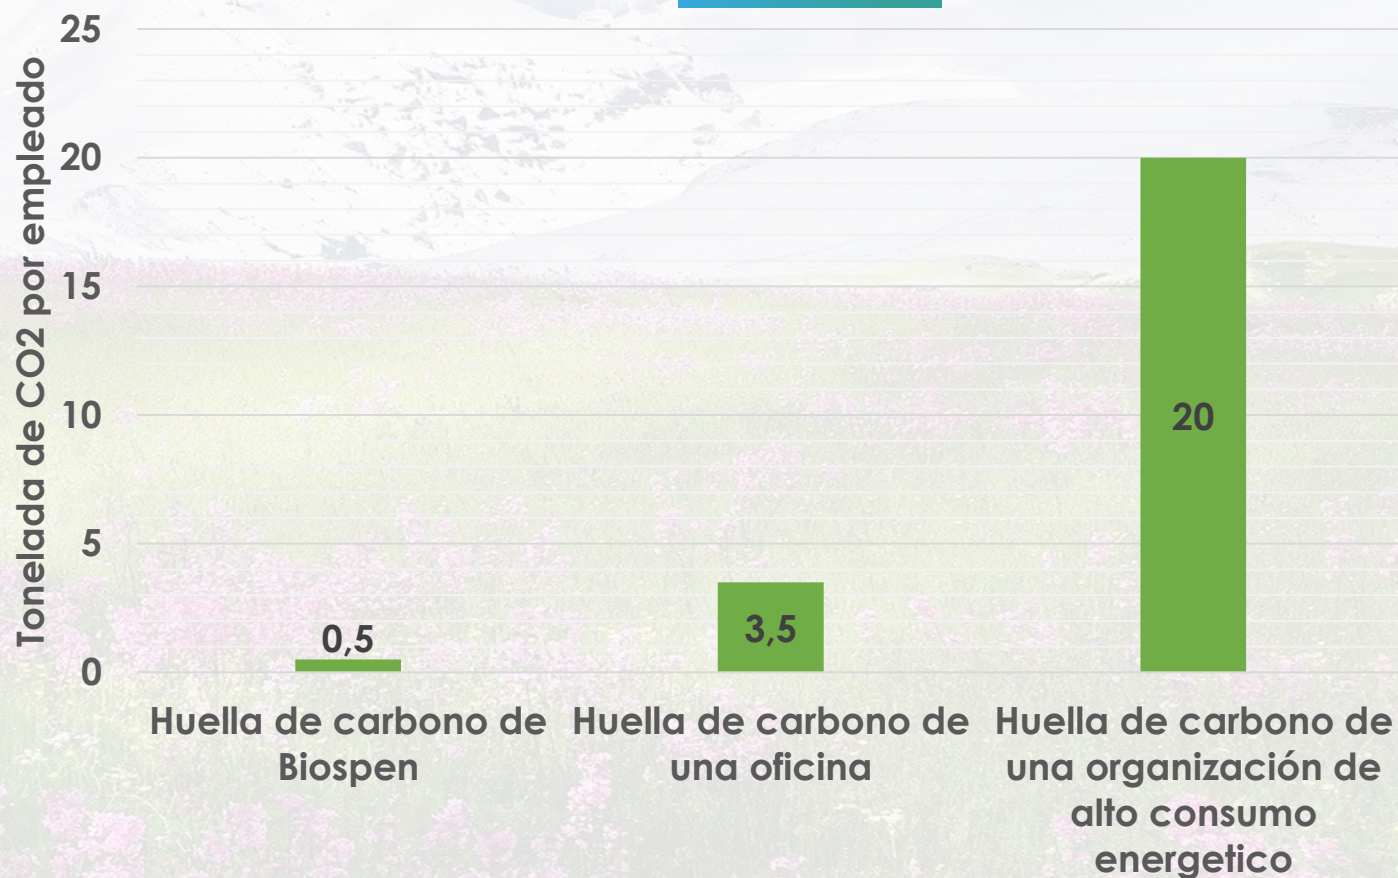 Tonelada de CO2 por empleado
25
20
15
10
5
0
0,5
3,5
20
Huella de carbono de
Biospen
Huella de carbono de
una oficina
Huella de carbono de
una organización de
alto consumo
energetico